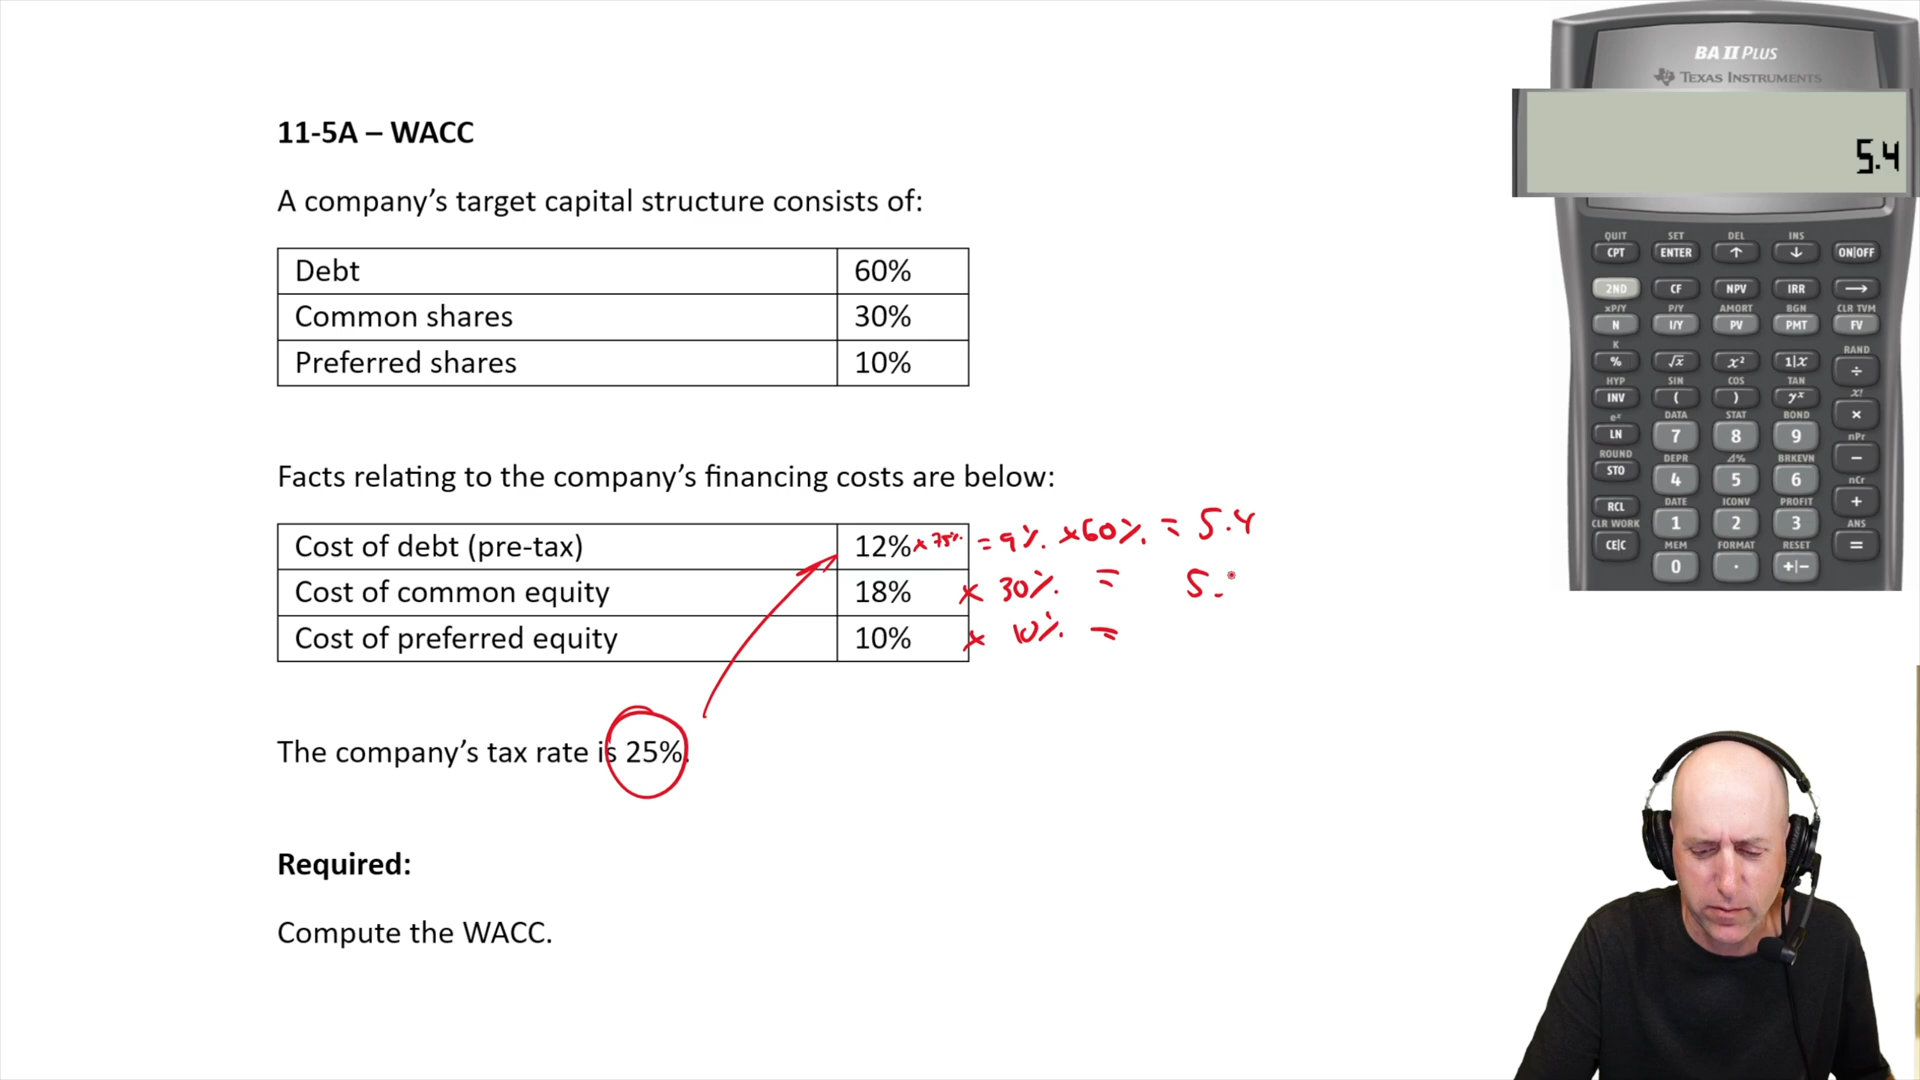 11-5A – WACC
A company’s target capital structure consists of:
Debt 60%
Common shares 30%
Preferred shares 10%
Facts relating to the company’s financing costs are below:
Cost of debt (pre-tax) 12% × 75% = 9% × 60% = 5.4
Cost of common equity 18% × 30% = 5.
Cost of preferred equity 10% × 10% =
The company’s tax rate is 25%.
Required:
Compute the WACC.
BA II PLUS
TEXAS INSTRUMENTS
5.4
QUIT SET DEL INS
CPT ENTER ↑ ↓ ON|OFF
2ND CF NPV IRR →
xP/Y P/Y AMORT BGN CLR TVM
N I/Y PV PMT FV
K RAND
% √x x² 1|x ÷
HYP SIN COS TAN x!
INV ( ) yˣ ×
eˣ DATA STAT BOND nPr
LN 7 8 9 −
ROUND DEPR Δ% BRKEVN nCr
STO 4 5 6 +
DATE ICONV PROFIT ANS
RCL 1 2 3 =
CLR WORK MEM FORMAT RESET
CE|C 0 . +|−